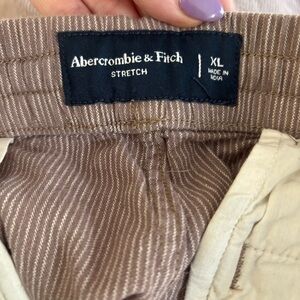 Abercrombie & Fitch
STRETCH
XL
MADE IN
INDIA